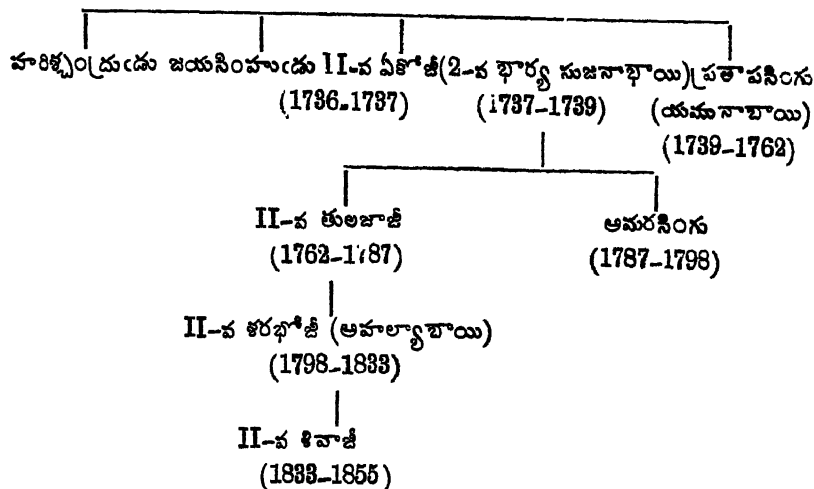 హరిశ్చంద్రుఁడు జయసింహుఁడు II-వ ఏకోజీ(2-వ భార్య సుజనాభాయి)ప్రతాపసింగు
(1736-1737) (1737-1739) (యమునాబాయి)
(1739-1762)
II-వ తులజాజీ అమరసింగు
(1762-1787) (1787-1798)
II-వ శరభోజీ (అహల్యాబాయి)
(1798-1833)
II-వ శివాజీ
(1833-1855)